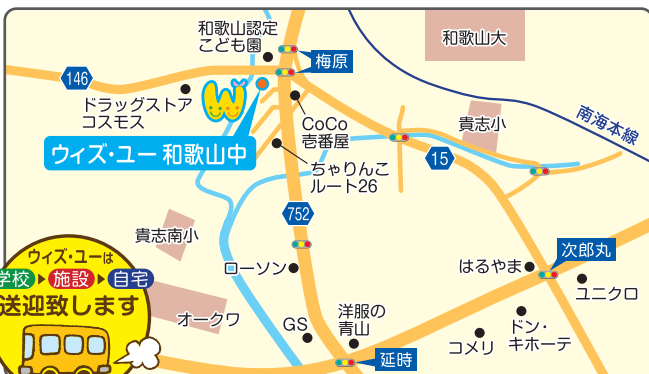 和歌山認定
こども園
梅原
和歌山大
146
ドラッグストア
コスモス
W
CoCo
壱番屋
貴志小
南海本線
ウィズ・ユー 和歌山中
ちゃりんこ
ルート26
15
752
貴志南小
ウィズ・ユーは
学校 施設 自宅
送迎致します
ローソン
はるやま
次郎丸
ユニクロ
オークワ
GS
洋服の
青山
延時
コメリ
ドン・
キホーテ